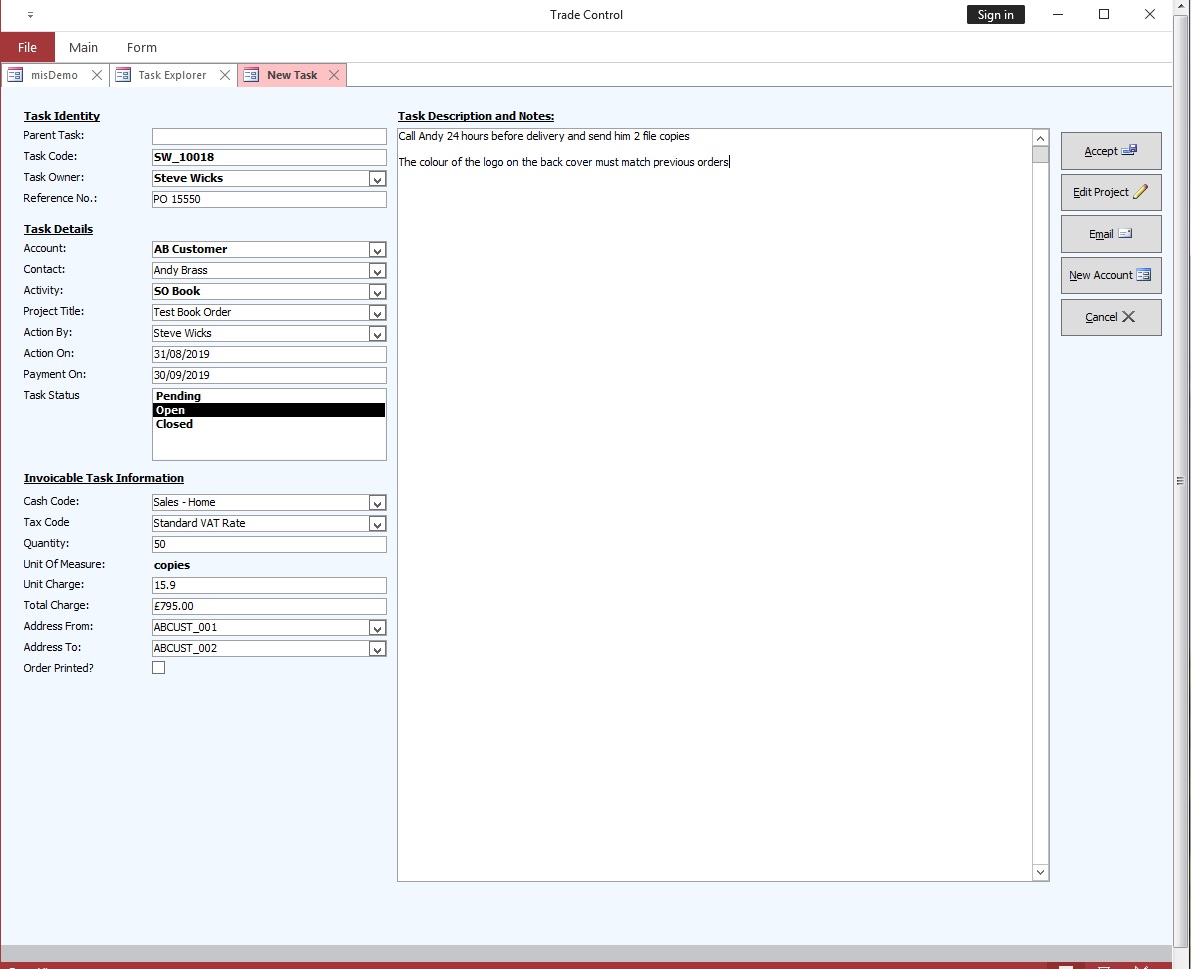 Trade Control
Sign in
File Main Form
misDemo Task Explorer New Task
Task Identity
Parent Task:
Task Code: SW_10018
Task Owner: Steve Wicks
Reference No.: PO 15550
Task Details
Account: AB Customer
Contact: Andy Brass
Activity: SO Book
Project Title: Test Book Order
Action By: Steve Wicks
Action On: 31/08/2019
Payment On: 30/09/2019
Task Status
Pending
Open
Closed
Invoicable Task Information
Cash Code: Sales - Home
Tax Code Standard VAT Rate
Quantity: 50
Unit Of Measure: copies
Unit Charge: 15.9
Total Charge: £795.00
Address From: ABCUST_001
Address To: ABCUST_002
Order Printed?
Task Description and Notes:
Call Andy 24 hours before delivery and send him 2 file copies
The colour of the logo on the back cover must match previous orders
Accept
Edit Project
Email
New Account
Cancel